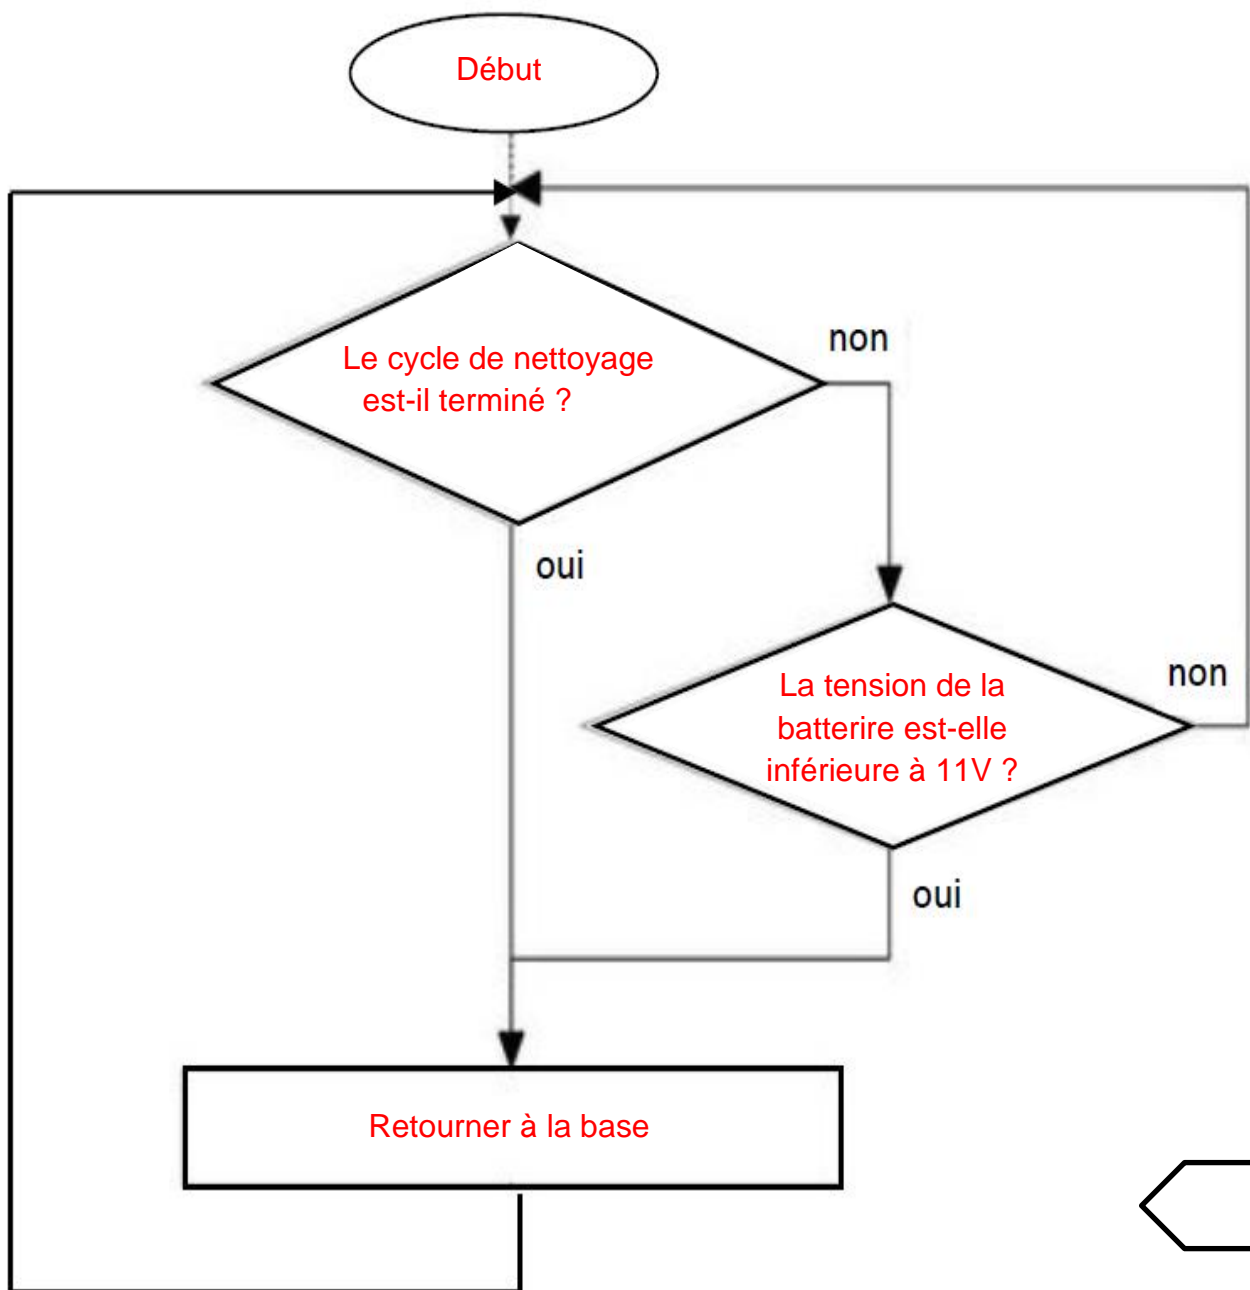 Début
Le cycle de nettoyage
est-il terminé ?
non
oui
La tension de la
batterire est-elle
inférieure à 11V ?
non
oui
Retourner à la base